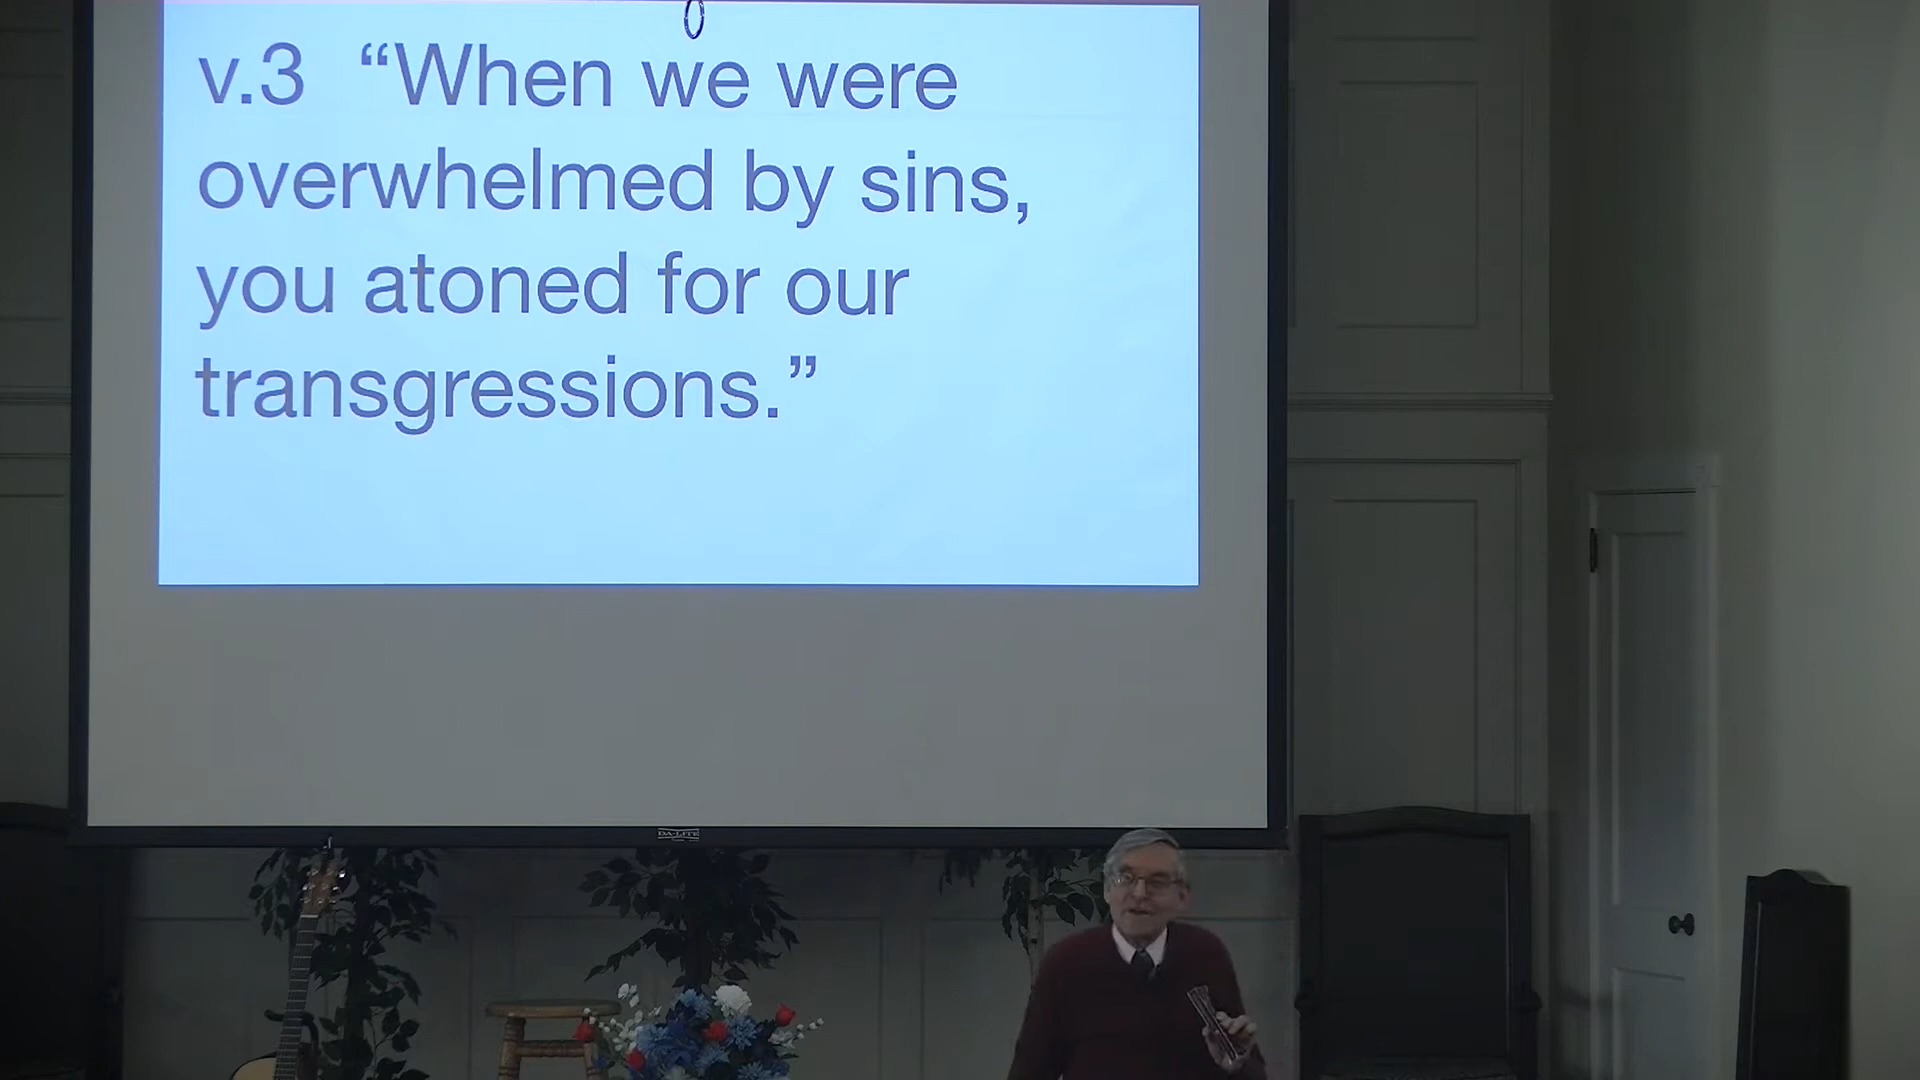 v.3 “When we were
overwhelmed by sins,
you atoned for our
transgressions.”
DA-LITE